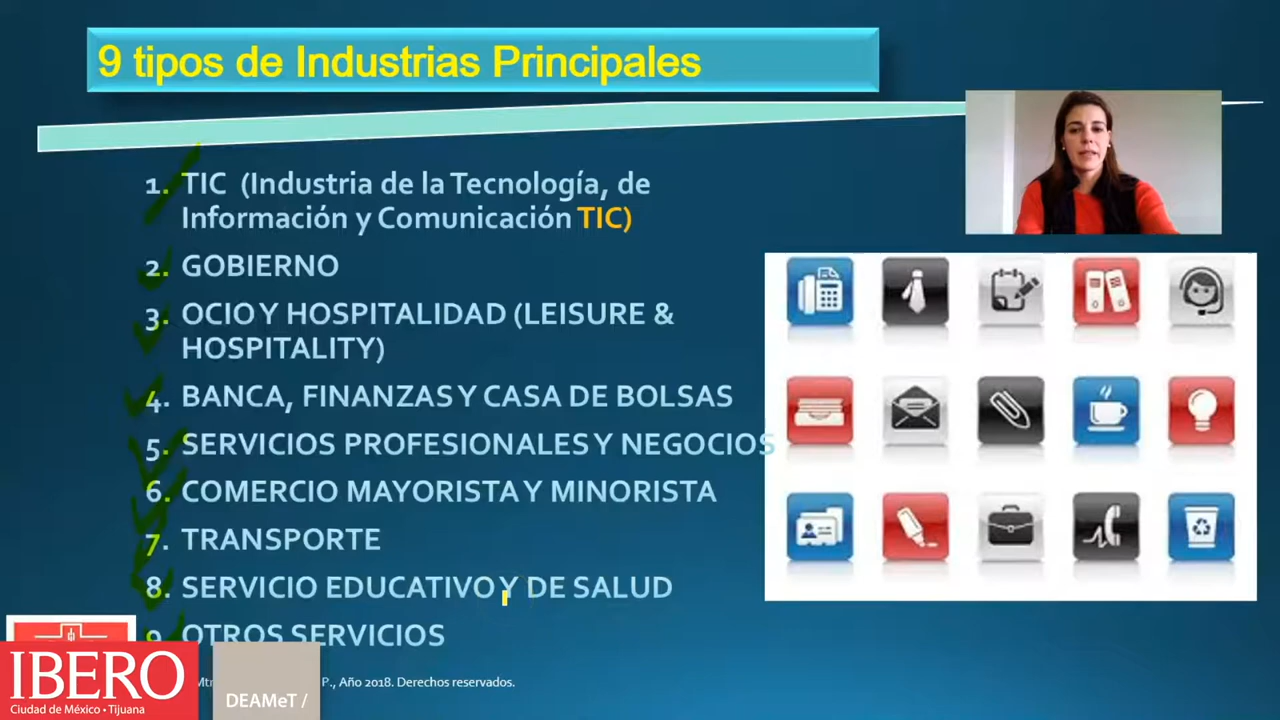 9 tipos de Industrias Principales
1. TIC (Industria de la Tecnología, de
Información y Comunicación TIC)
2. GOBIERNO
3. OCIO Y HOSPITALIDAD (LEISURE &
HOSPITALITY)
4. BANCA, FINANZAS Y CASA DE BOLSAS
5. SERVICIOS PROFESIONALES Y NEGOCIOS
6. COMERCIO MAYORISTA Y MINORISTA
7. TRANSPORTE
8. SERVICIO EDUCATIVO Y DE SALUD
9. OTROS SERVICIOS
P., Año 2018. Derechos reservados.
IBERO
Ciudad de México • Tijuana
DEAMeT /